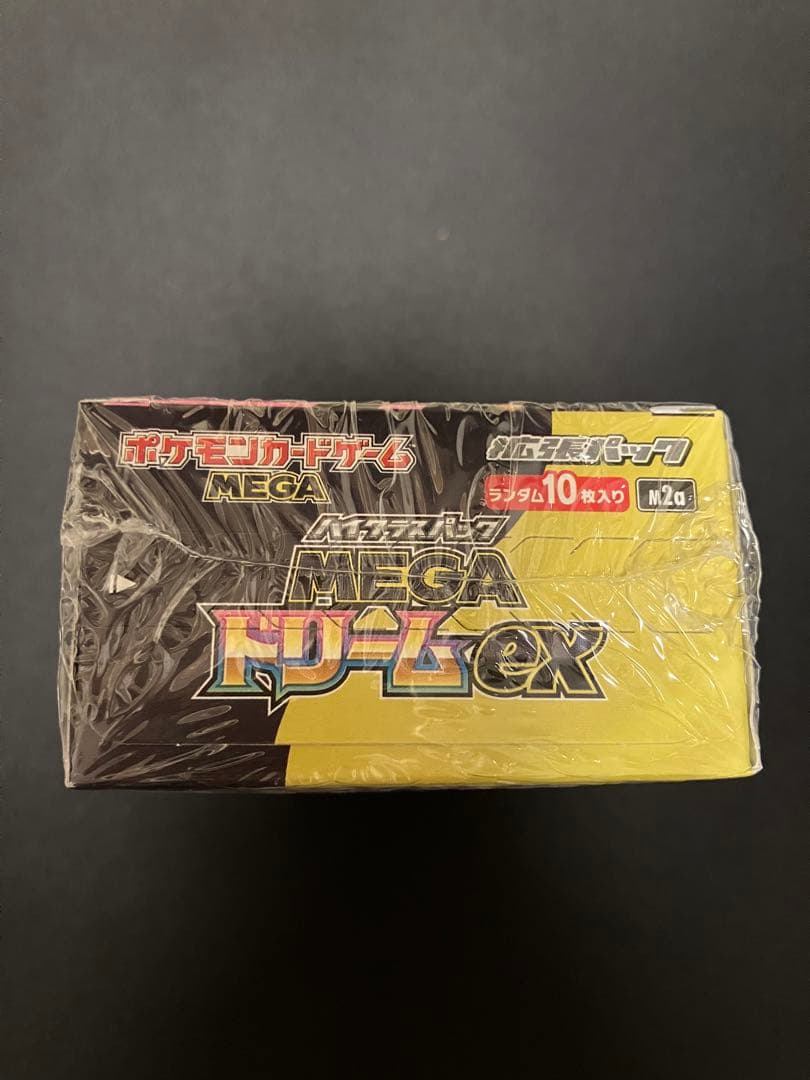 ポケモンカードゲーム
MEGA
拡張パック
ランダム10枚入り
M2a
ハイクラスパック
MEGA
ドリームex